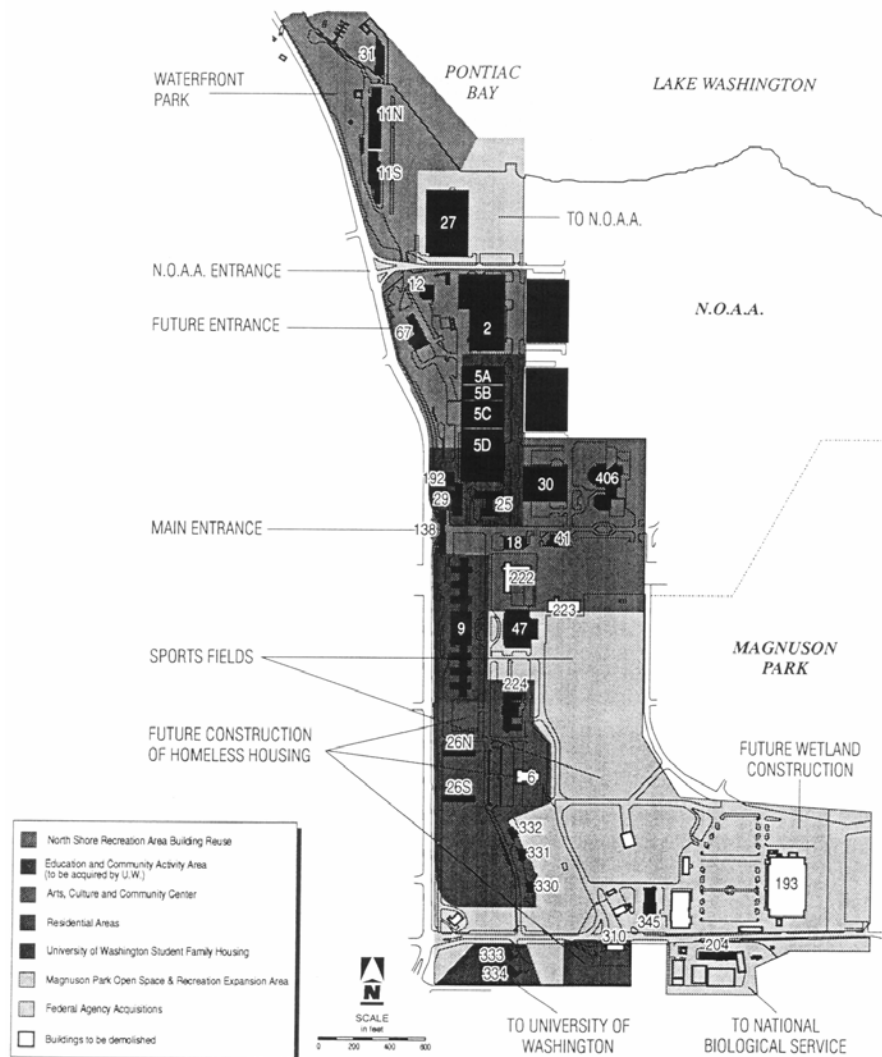 6
31
PONTIAC
BAY
LAKE WASHINGTON
WATERFRONT
PARK
11N
11S
27
TO N.O.A.A.
N.O.A.A. ENTRANCE
12
FUTURE ENTRANCE
67
2
N.O.A.A.
5A
5B
5C
5D
192
29
25
30
406
MAIN ENTRANCE
138
18
41
222
223
9
47
SPORTS FIELDS
MAGNUSON
PARK
224
FUTURE CONSTRUCTION
OF HOMELESS HOUSING
26N
26S
6
FUTURE WETLAND
CONSTRUCTION
332
331
330
193
345
310
204
333
334
North Shore Recreation Area Building Reuse
Education and Community Activity Area
(to be acquired by U.W.)
Arts, Culture and Community Center
Residential Areas
University of Washington Student Family Housing
Magnuson Park Open Space & Recreation Expansion Area
Federal Agency Acquisitions
Buildings to be demolished
N
SCALE
in feet
0 200 400 600
TO UNIVERSITY OF
WASHINGTON
TO NATIONAL
BIOLOGICAL SERVICE